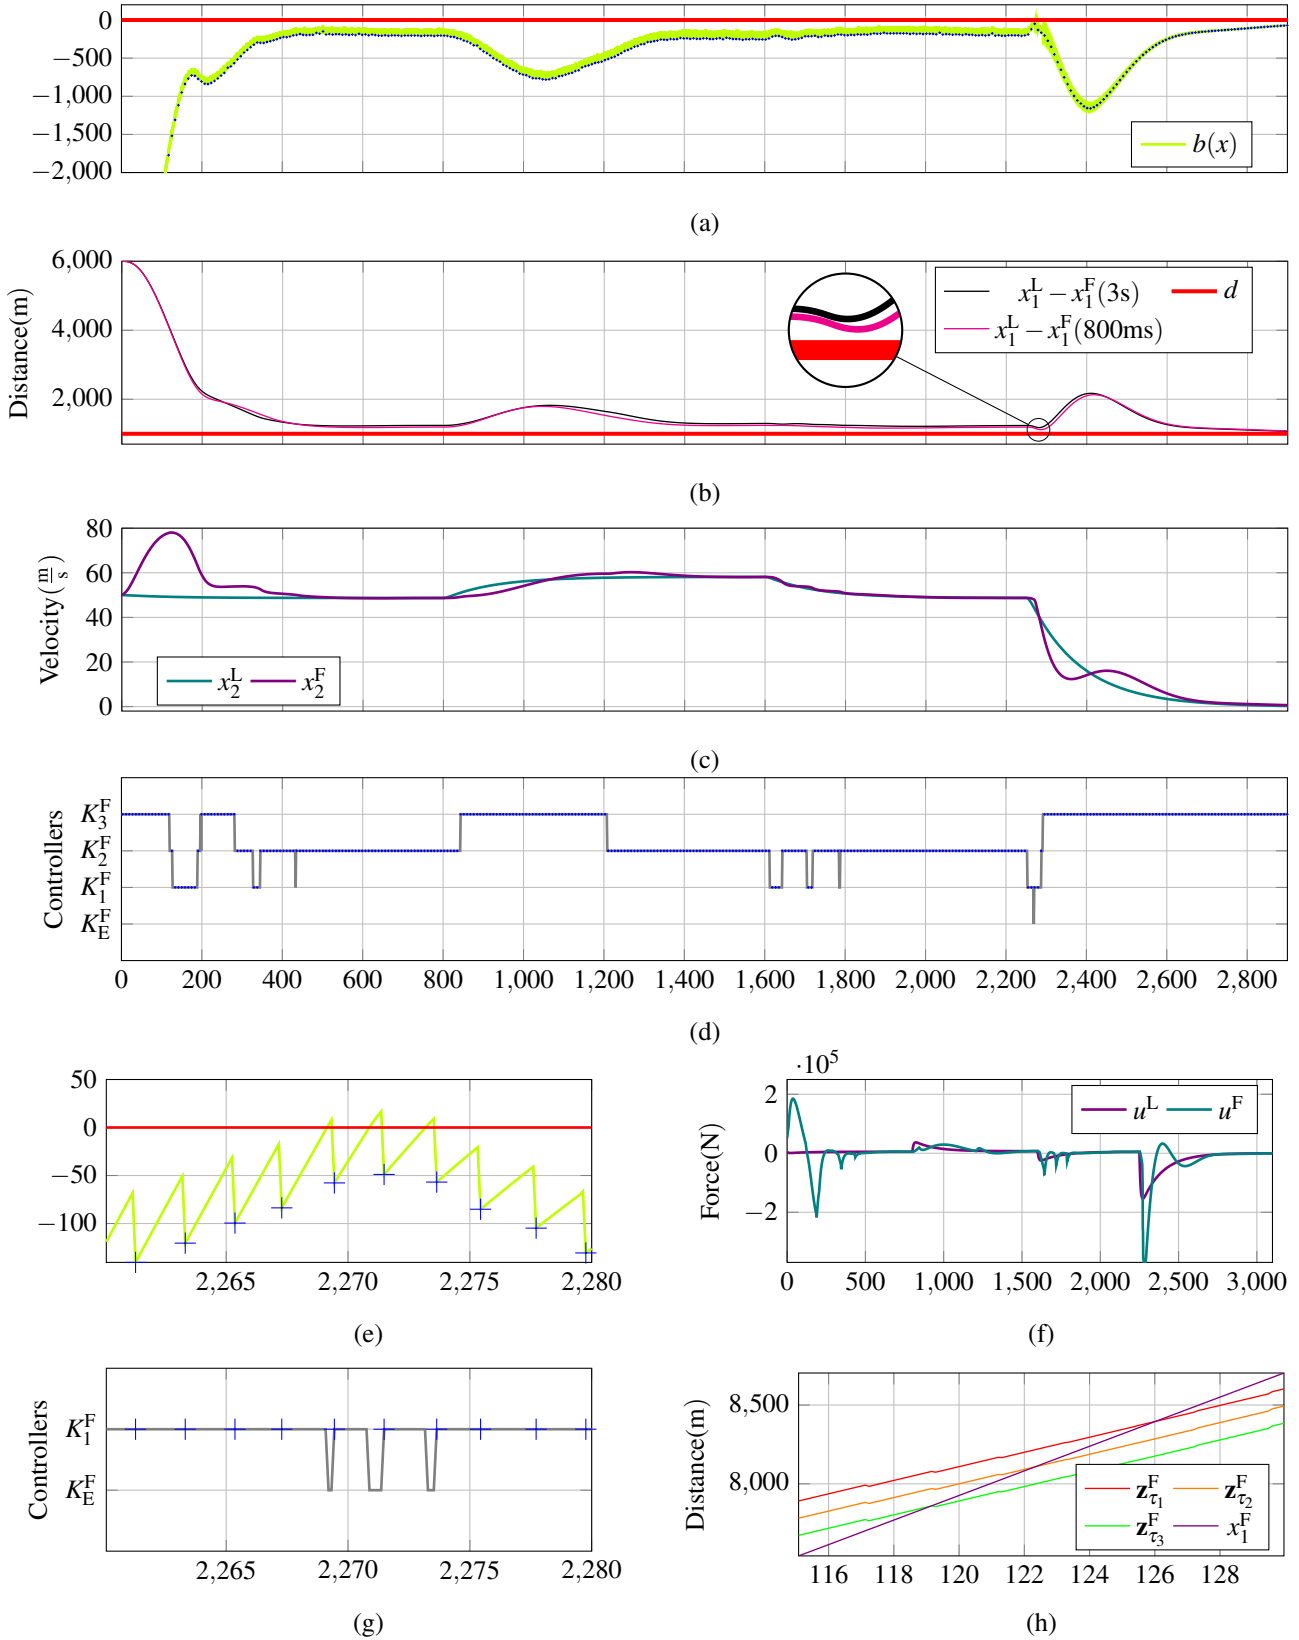 0
−500
−1,000
−1,500
−2,000
b(x)
(a)
6,000
4,000
2,000
Distance(m)
x₁ᴸ − x₁ᶠ(3s) d
x₁ᴸ − x₁ᶠ(800ms)
(b)
80
60
40
20
0
Velocity(m/s)
x₂ᴸ x₂ᶠ
(c)
Controllers
K₃ᶠ
K₂ᶠ
K₁ᶠ
K_Eᶠ
0 200 400 600 800 1,000 1,200 1,400 1,600 1,800 2,000 2,200 2,400 2,600 2,800
(d)
50
0
−50
−100
2,265 2,270 2,275 2,280
(e)
·10⁵
2
0
−2
Force(N)
uᴸ uᶠ
0 500 1,000 1,500 2,000 2,500 3,000
(f)
Controllers
K₁ᶠ
K_Eᶠ
2,265 2,270 2,275 2,280
(g)
8,500
8,000
Distance(m)
z_τ₁ᶠ z_τ₂ᶠ
z_τ₃ᶠ x₁ᶠ
116 118 120 122 124 126 128
(h)